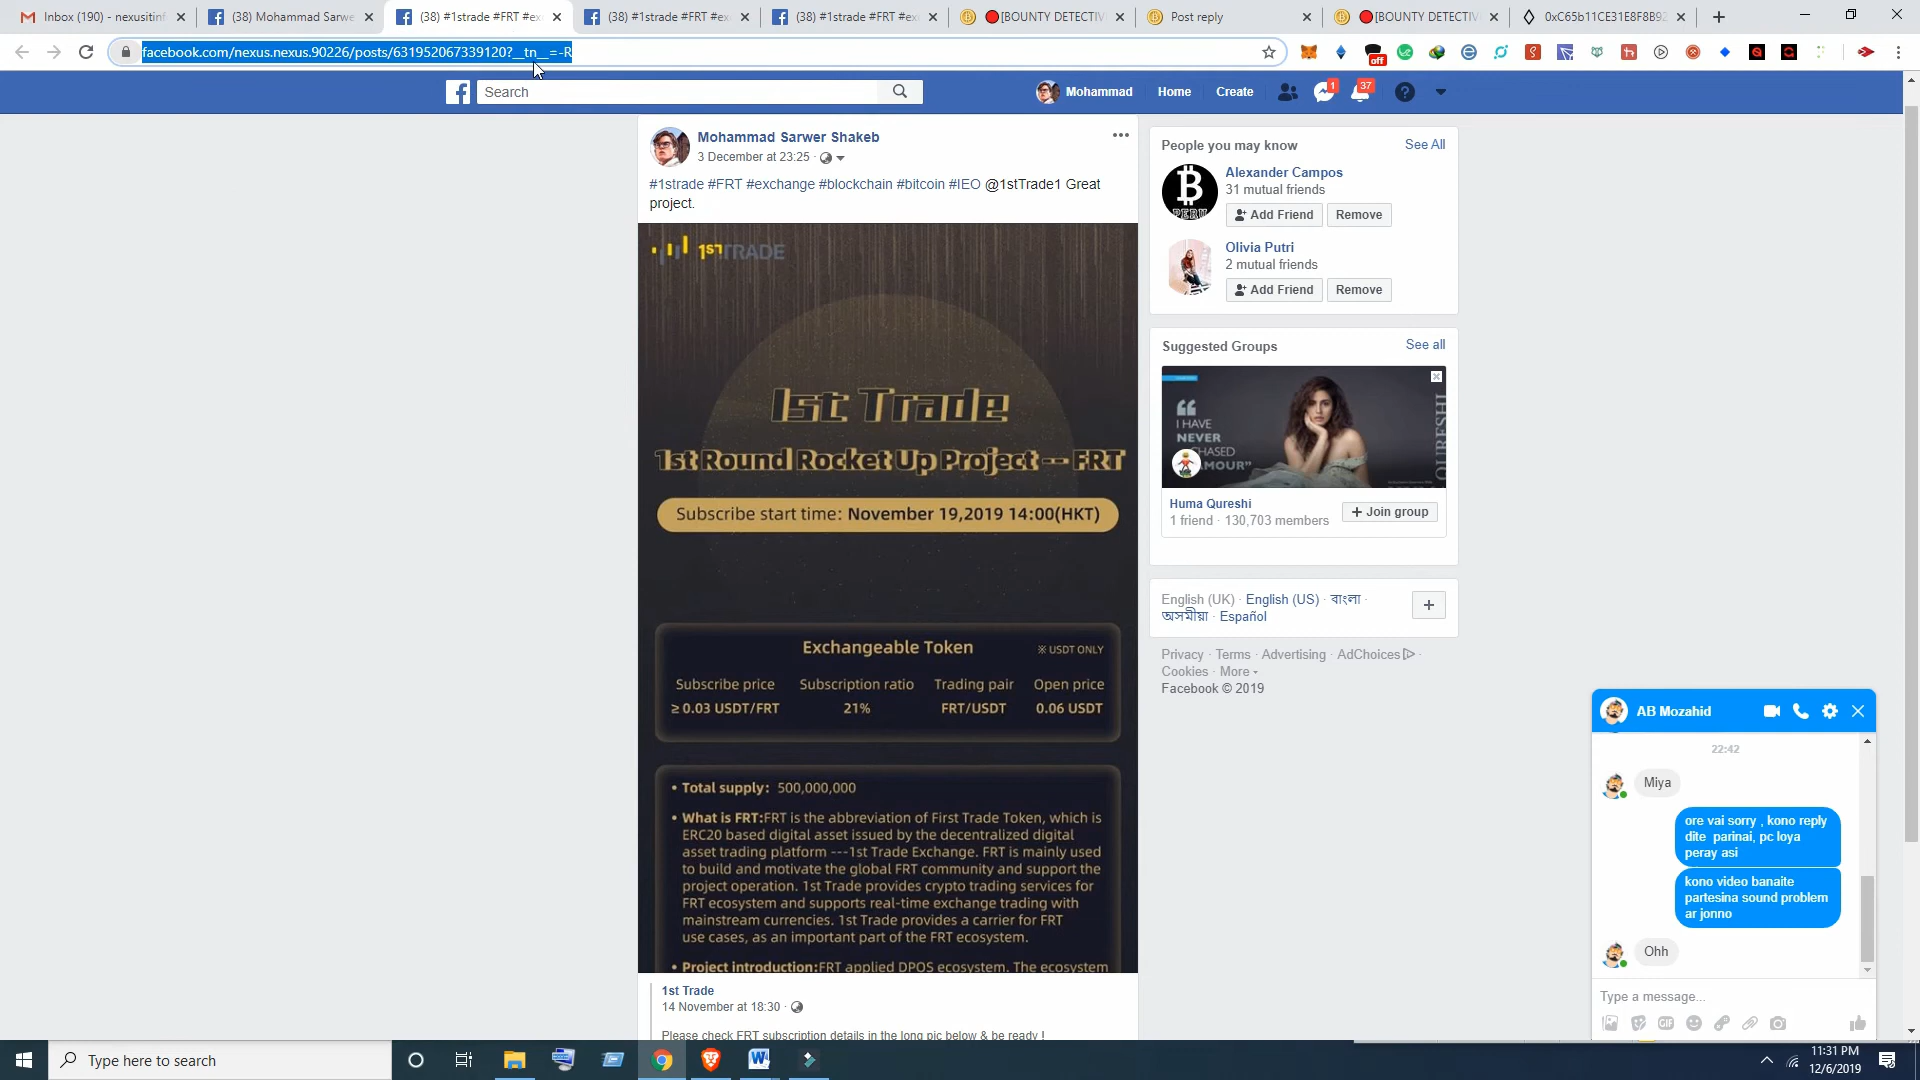 Inbox (190) - nexusitinf
(38) Mohammad Sarwe
(38) #1strade #FRT #ex
(38) #1strade #FRT #ex
(38) #1strade #FRT #ex
[BOUNTY DETECTIV
Post reply
[BOUNTY DETECTIV
0xC65b11CE31E8F8B9
facebook.com/nexus.nexus.90226/posts/631952067339120?__tn__=-R
off
Search
Mohammad
Home
Create
1
37
Mohammad Sarwer Shakeb
3 December at 23:25 ·
#1strade #FRT #exchange #blockchain #bitcoin #IEO @1stTrade1 Great
project.
1ST TRADE
1st Trade
1st Round Rocket Up Project -- FRT
Subscribe start time: November 19,2019 14:00(HKT)
Exchangeable Token
※ USDT ONLY
Subscribe price Subscription ratio Trading pair Open price
≥ 0.03 USDT/FRT 21% FRT/USDT 0.06 USDT
• Total supply: 500,000,000
• What is FRT:FRT is the abbreviation of First Trade Token, which is
ERC20 based digital asset issued by the decentralized digital
asset trading platform ---1st Trade Exchange. FRT is mainly used
to build and motivate the global FRT community and support the
project operation. 1st Trade provides crypto trading services for
FRT ecosystem and supports real-time exchange trading with
mainstream currencies. 1st Trade provides a carrier for FRT
use cases, as an important part of the FRT ecosystem.
• Project introduction:FRT applied DPOS ecosystem. The ecosystem
1st Trade
14 November at 18:30 ·
Please check FRT subscription details in the long pic below & be ready !
People you may know
See All
PERU
Alexander Campos
31 mutual friends
Add Friend
Remove
Olivia Putri
2 mutual friends
Add Friend
Remove
Suggested Groups
See all
I HAVE
NEVER
CHASED
AMOUR”
QURESHI
Huma Qureshi
1 friend · 130,703 members
+ Join group
English (UK) · English (US) · বাংলা ·
অসমীয়া · Español
Privacy · Terms · Advertising · AdChoices ·
Cookies · More
Facebook © 2019
AB Mozahid
22:42
Miya
ore vai sorry , kono reply
dite parinai, pc loya
peray asi
kono video banaite
partesina sound problem
ar jonno
Ohh
Type a message...
GIF
Type here to search
11:31 PM
12/6/2019